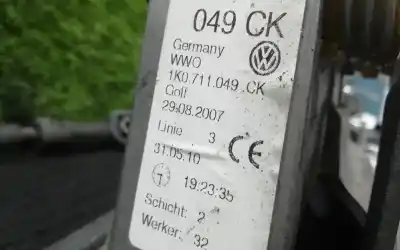 049 CK
Germany
WWO
1K0.711.049 .CK
Golf
29.08.2007
Linie 3
31.05.10
7 19:23:35
Schicht: 2
Werker: 32